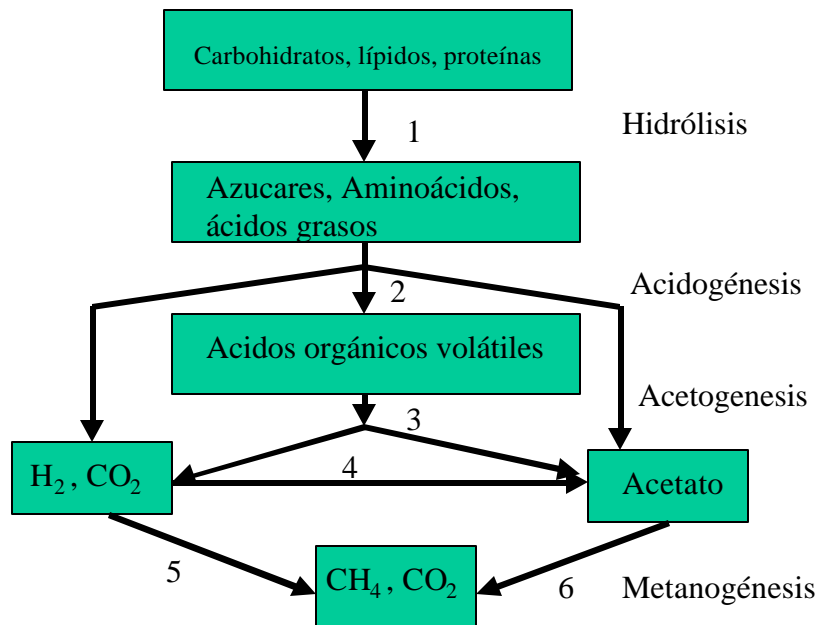 Carbohidratos, lípidos, proteínas
1
Hidrólisis
Azucares, Aminoácidos,
ácidos grasos
2
Acidogénesis
Acidos orgánicos volátiles
3
Acetogenesis
H₂ , CO₂
4
Acetato
5
CH₄ , CO₂
6
Metanogénesis